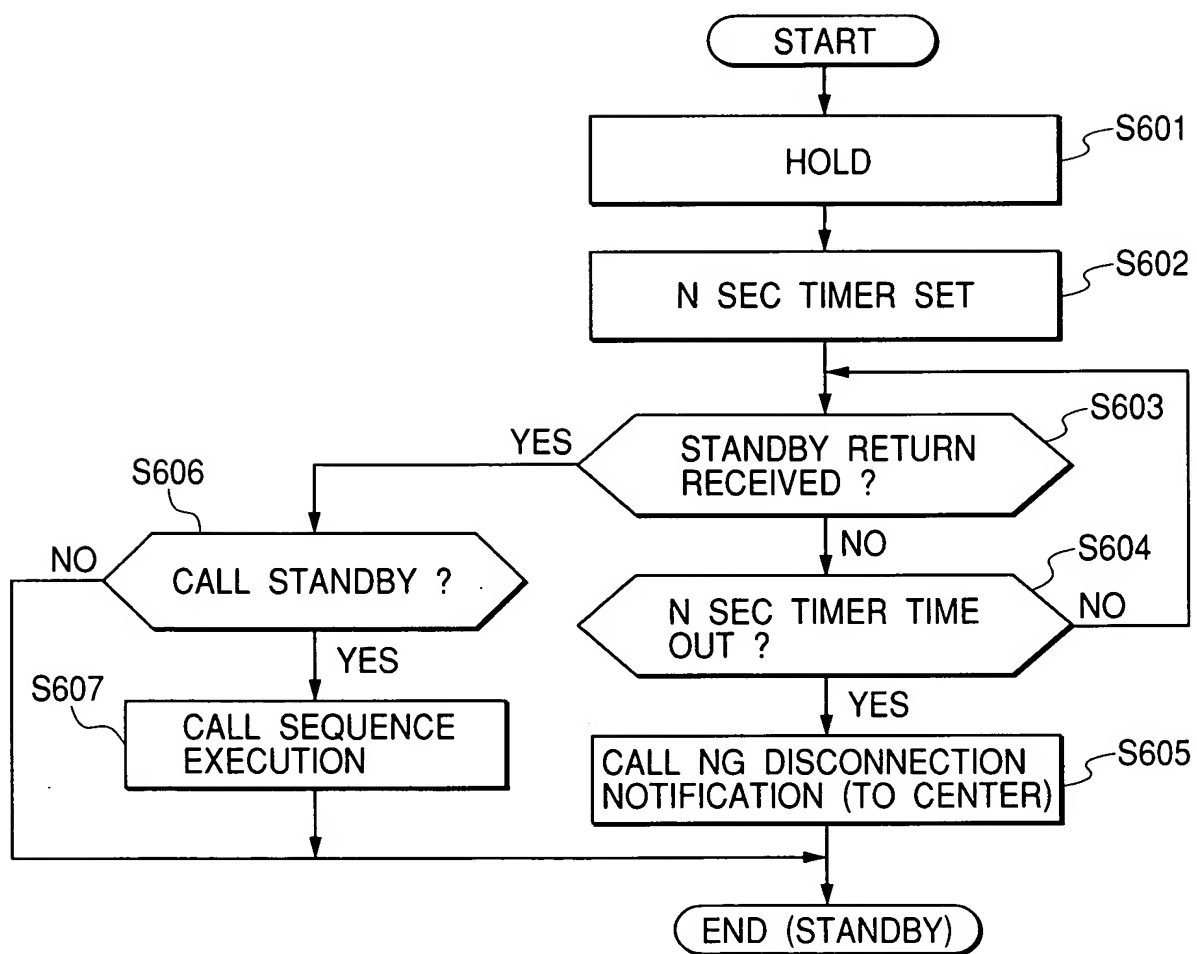 START
HOLD
S601
N SEC TIMER SET
S602
STANDBY RETURN
RECEIVED ?
S603
YES
NO
S606
CALL STANDBY ?
NO
YES
N SEC TIMER TIME
OUT ?
S604
NO
YES
S607
CALL SEQUENCE
EXECUTION
CALL NG DISCONNECTION
NOTIFICATION (TO CENTER)
S605
END (STANDBY)